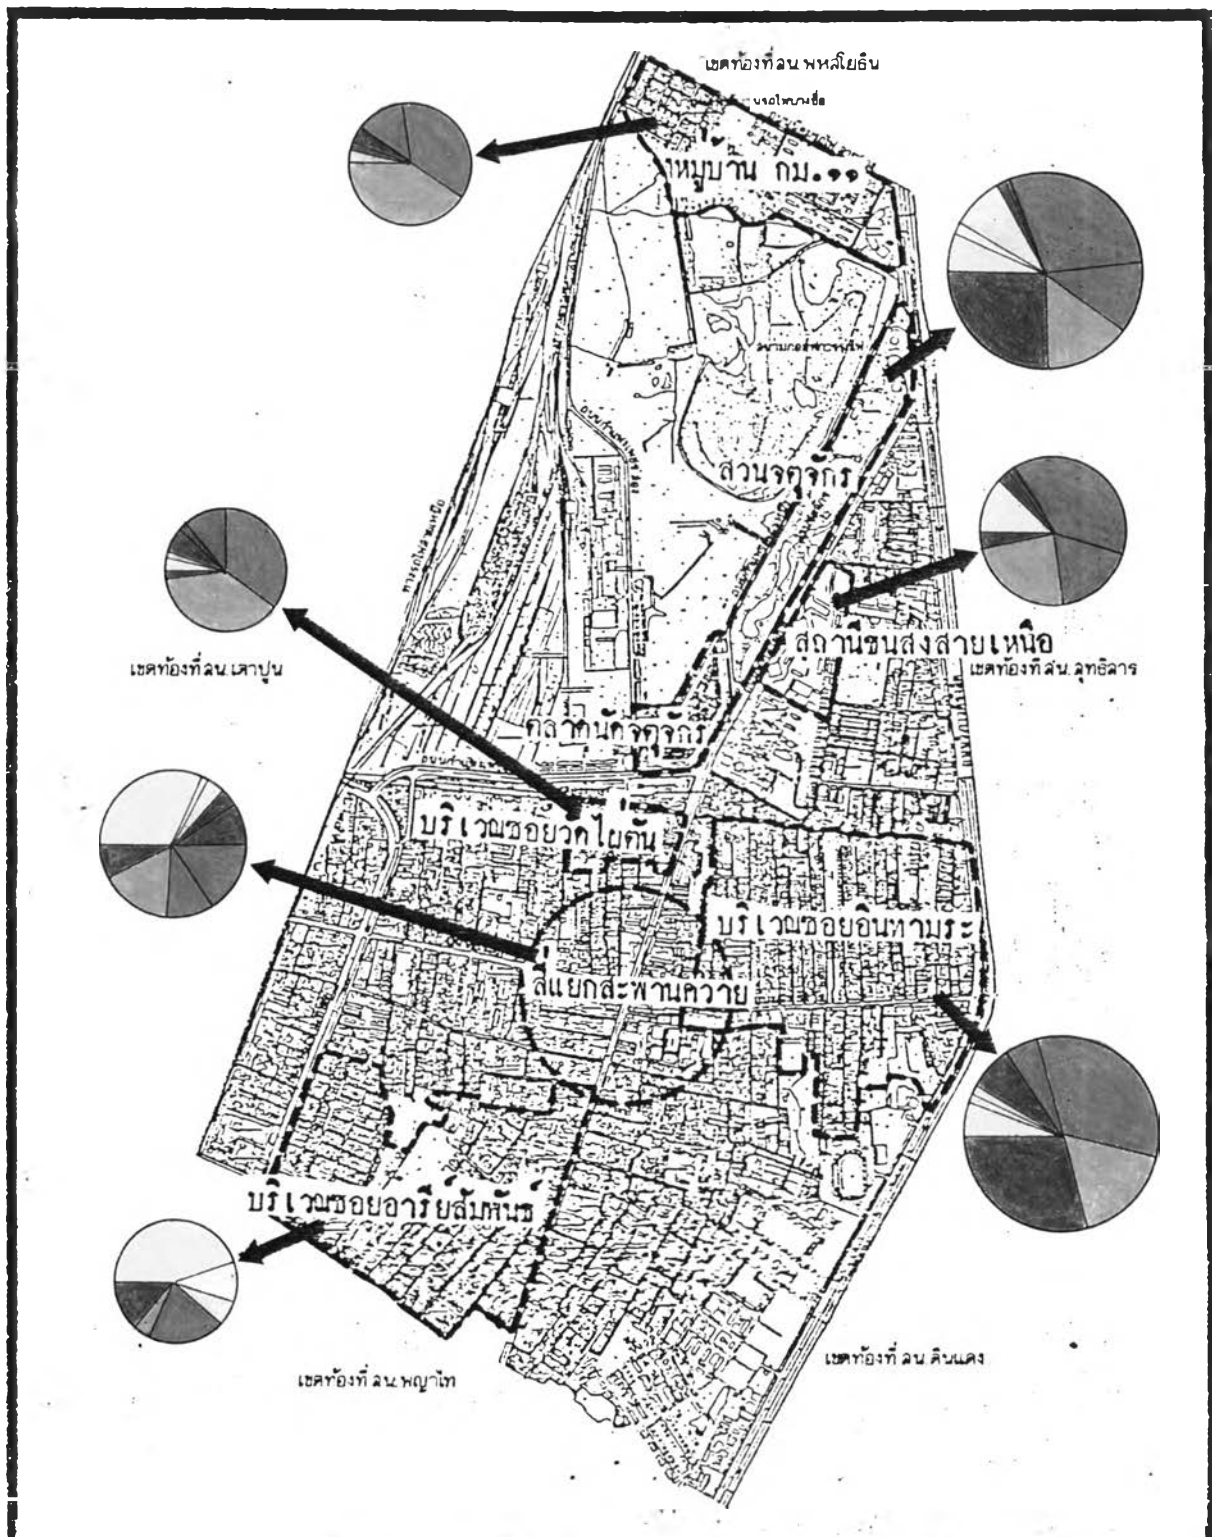 เขตท้องที่ สน. พหลโยธิน
หมู่บ้าน กม.๑๑
สวนจตุจักร
สถานีขนส่งสายเหนือ
เขตท้องที่ สน. เตาปูน
เขตท้องที่ สน. สุทธิสาร
ตลาดนัดจตุจักร
บริเวณซอยวัดไผ่ตัน
บริเวณซอยอินทามระ
สี่แยกสะพานควาย
บริเวณซอยอารีย์สัมพันธ์
เขตท้องที่ สน. ดินแดง
เขตท้องที่ สน. พญาไท